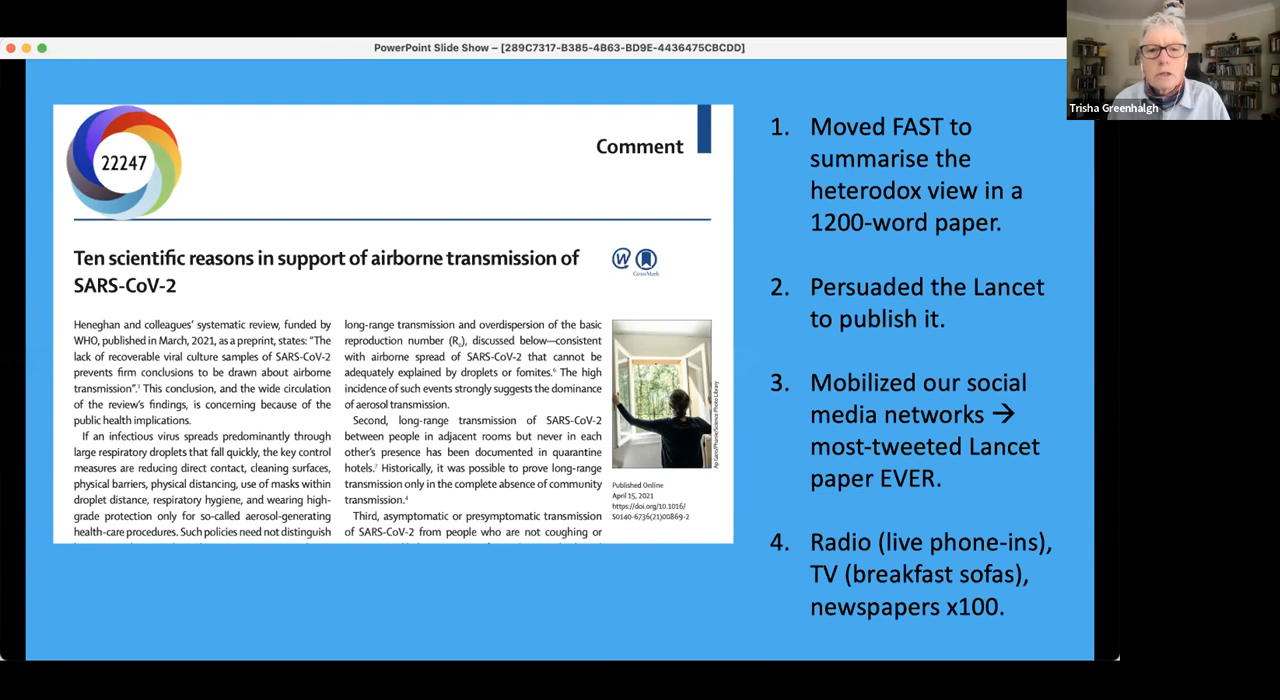 PowerPoint Slide Show – [289C7317-B385-4B63-BD9E-4436475CBCDD]
Trisha Greenhalgh
22247
Comment
Ten scientific reasons in support of airborne transmission of
SARS-CoV-2
CrossMark
Heneghan and colleagues' systematic review, funded by
WHO, published in March, 2021, as a preprint, states: "The
lack of recoverable viral culture samples of SARS-CoV-2
prevents firm conclusions to be drawn about airborne
transmission".¹ This conclusion, and the wide circulation
of the review's findings, is concerning because of the
public health implications.
If an infectious virus spreads predominantly through
large respiratory droplets that fall quickly, the key control
measures are reducing direct contact, cleaning surfaces,
physical barriers, physical distancing, use of masks within
droplet distance, respiratory hygiene, and wearing high-
grade protection only for so-called aerosol-generating
health-care procedures. Such policies need not distinguish
long-range transmission and overdispersion of the basic
reproduction number (R₀), discussed below—consistent
with airborne spread of SARS-CoV-2 that cannot be
adequately explained by droplets or fomites.⁶ The high
incidence of such events strongly suggests the dominance
of aerosol transmission.
Second, long-range transmission of SARS-CoV-2
between people in adjacent rooms but never in each
other's presence has been documented in quarantine
hotels.⁷ Historically, it was possible to prove long-range
transmission only in the complete absence of community
transmission.⁴
Third, asymptomatic or presymptomatic transmission
of SARS-CoV-2 from people who are not coughing or
Published Online
April 15, 2021
https://doi.org/10.1016/
S0140-6736(21)00869-2
1. Moved FAST to
summarise the
heterodox view in a
1200-word paper.
2. Persuaded the Lancet
to publish it.
3. Mobilized our social
media networks →
most-tweeted Lancet
paper EVER.
4. Radio (live phone-ins),
TV (breakfast sofas),
newspapers x100.